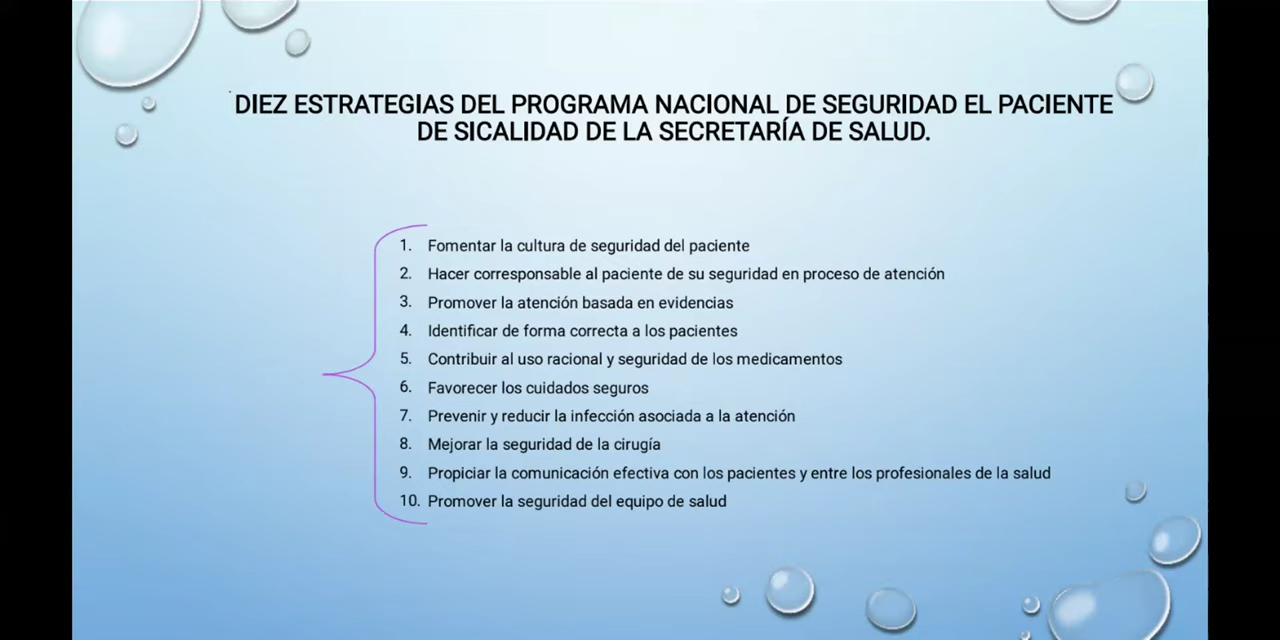 DIEZ ESTRATEGIAS DEL PROGRAMA NACIONAL DE SEGURIDAD EL PACIENTE
DE SICALIDAD DE LA SECRETARÍA DE SALUD.
1. Fomentar la cultura de seguridad del paciente
2. Hacer corresponsable al paciente de su seguridad en proceso de atención
3. Promover la atención basada en evidencias
4. Identificar de forma correcta a los pacientes
5. Contribuir al uso racional y seguridad de los medicamentos
6. Favorecer los cuidados seguros
7. Prevenir y reducir la infección asociada a la atención
8. Mejorar la seguridad de la cirugía
9. Propiciar la comunicación efectiva con los pacientes y entre los profesionales de la salud
10. Promover la seguridad del equipo de salud